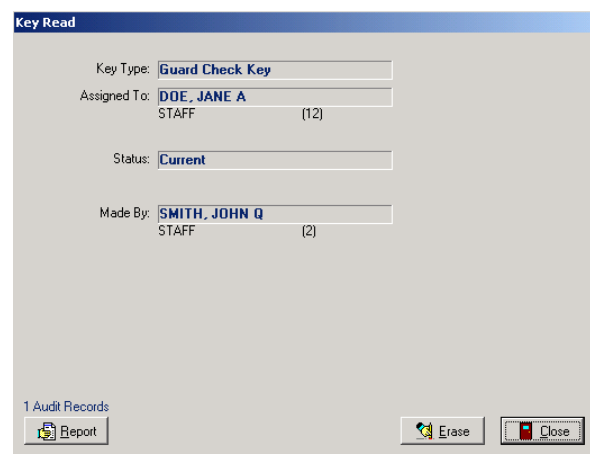 Key Read
Key Type: Guard Check Key
Assigned To: DOE, JANE A
STAFF (12)
Status: Current
Made By: SMITH, JOHN Q
STAFF (2)
1 Audit Records
Report Erase Close